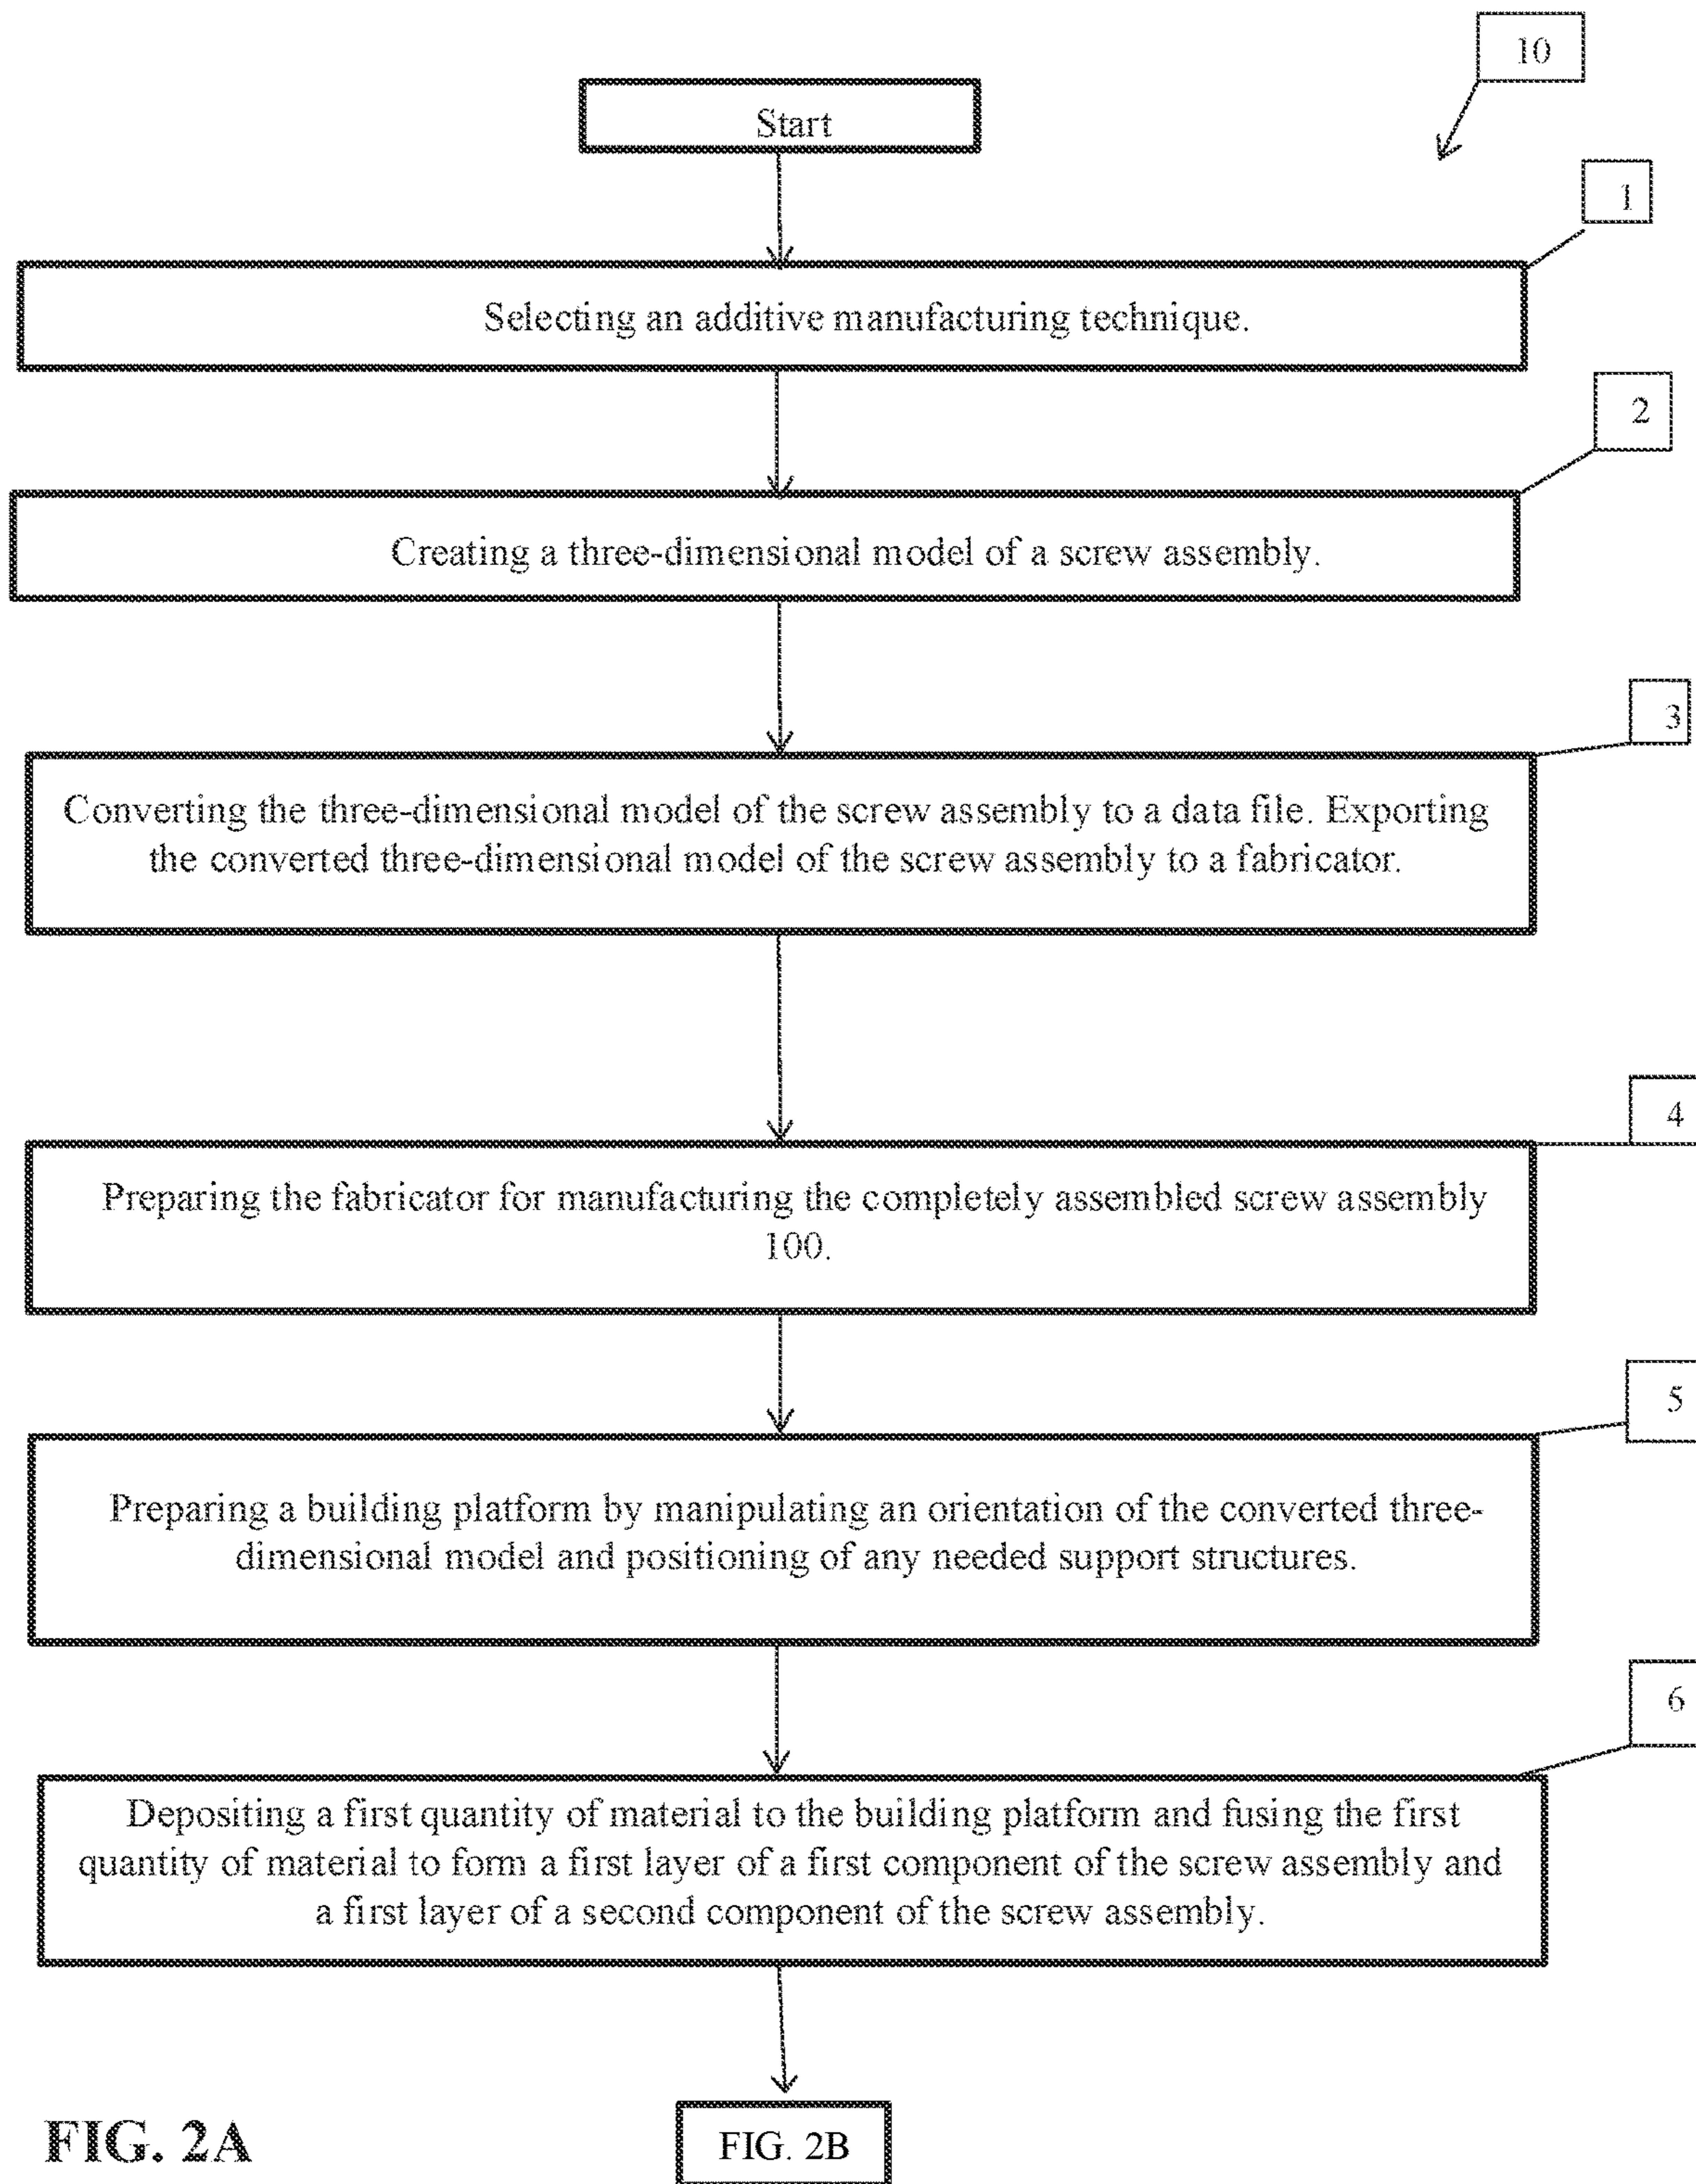 10
Start
1
Selecting an additive manufacturing technique.
2
Creating a three-dimensional model of a screw assembly.
3
Converting the three-dimensional model of the screw assembly to a data file. Exporting
the converted three-dimensional model of the screw assembly to a fabricator.
4
Preparing the fabricator for manufacturing the completely assembled screw assembly
100.
5
Preparing a building platform by manipulating an orientation of the converted three-
dimensional model and positioning of any needed support structures.
6
Depositing a first quantity of material to the building platform and fusing the first
quantity of material to form a first layer of a first component of the screw assembly and
a first layer of a second component of the screw assembly.
FIG. 2A
FIG. 2B